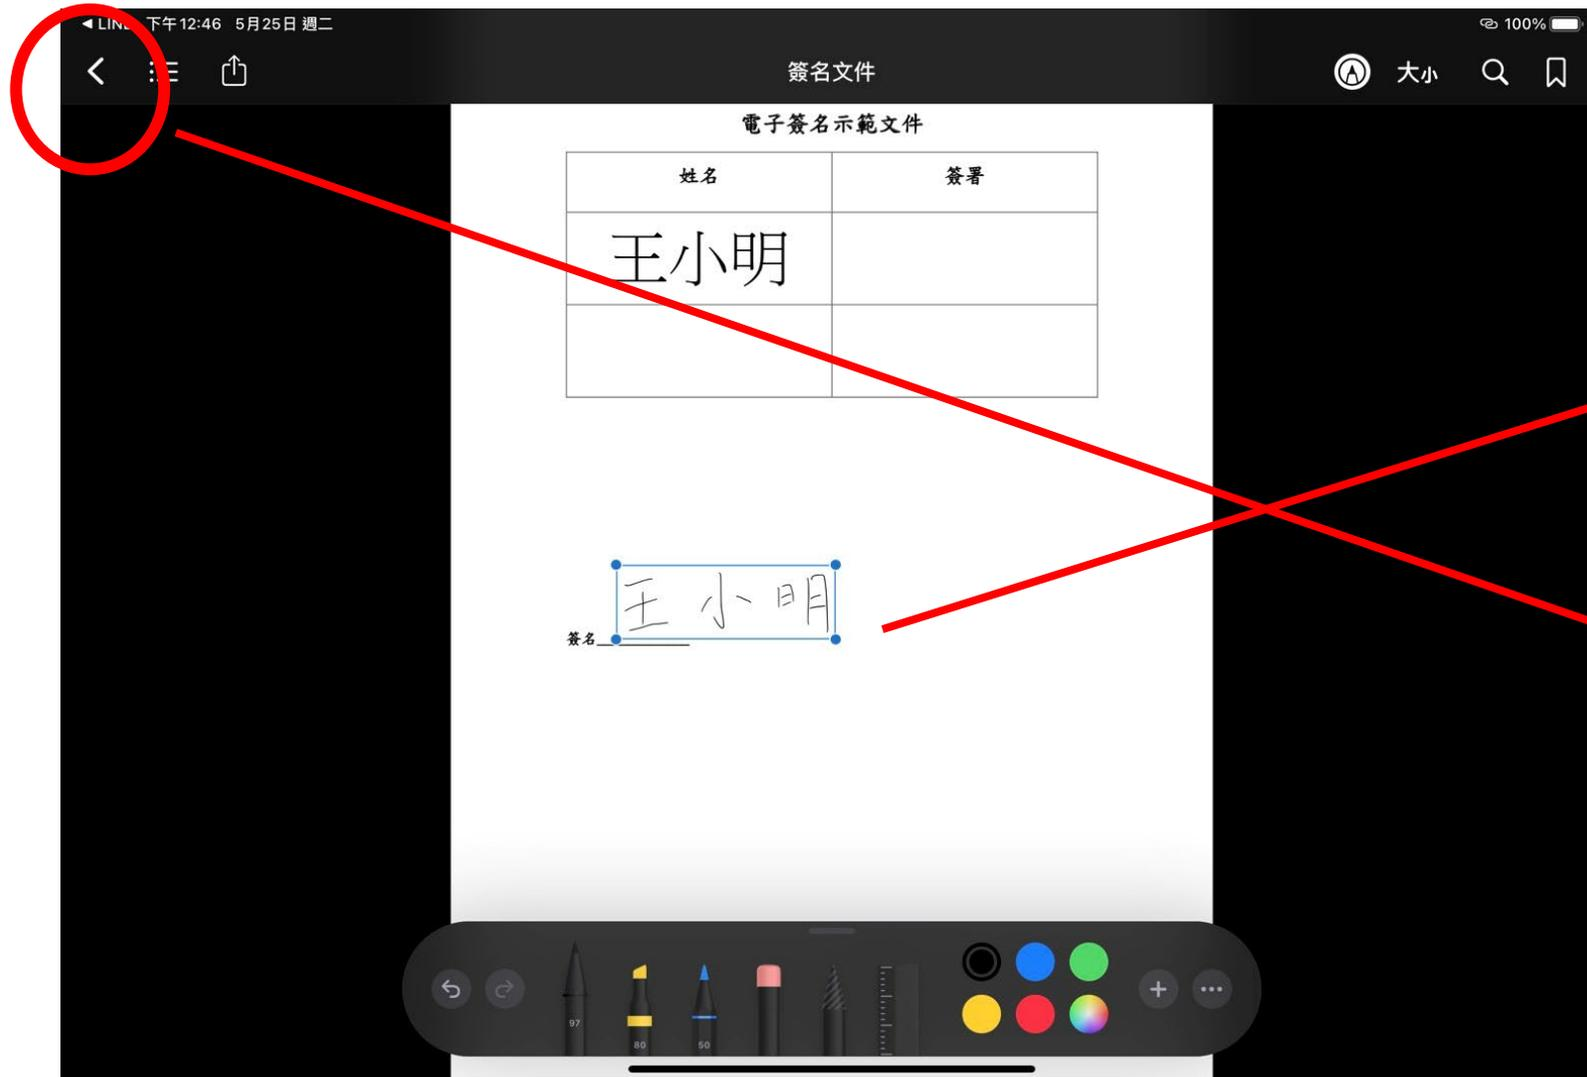 ◀ LIN 下午12:46 5月25日 週二 100%
簽名文件 大小
電子簽名示範文件
姓名 簽署
王小明
王小明
簽名
97 80 50